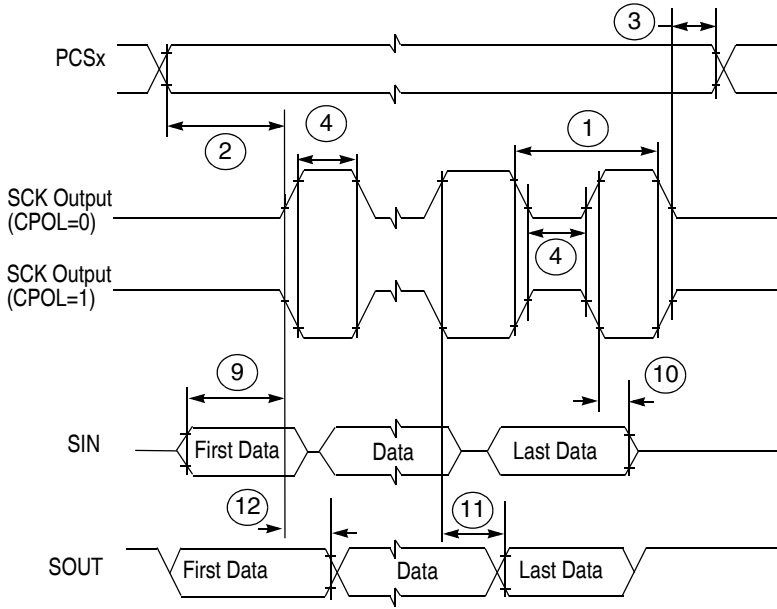 3
PCSx
2
4
1
SCK Output
(CPOL=0)
4
SCK Output
(CPOL=1)
9
10
SIN
First Data
Data
Last Data
12
11
SOUT
First Data
Data
Last Data